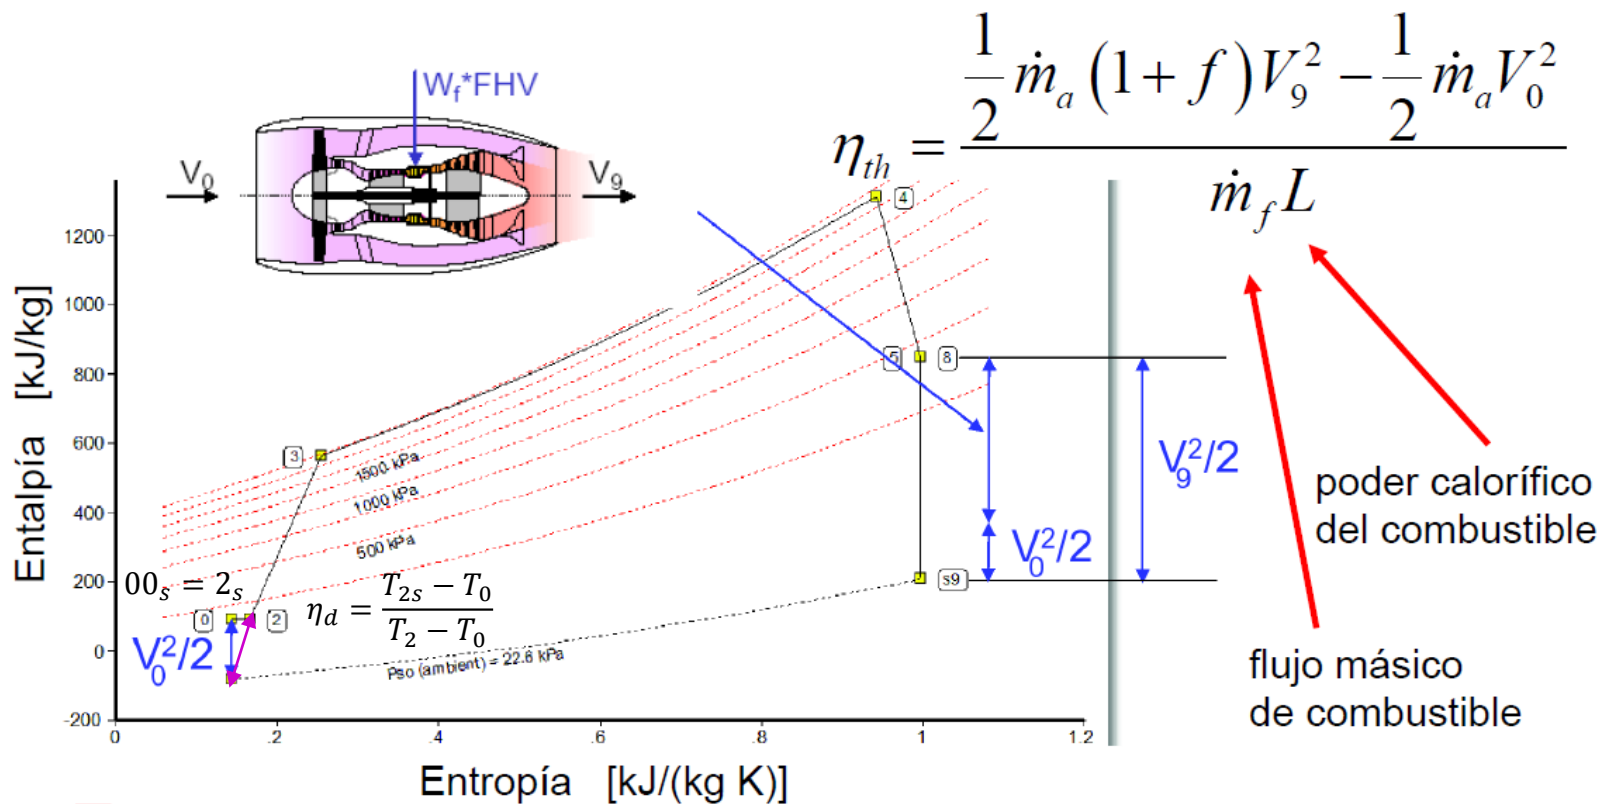 W_f*FHV
V_0
V_9
η_th = (1/2 ṁ_a (1 + f) V_9^2 − 1/2 ṁ_a V_0^2) / (ṁ_f L)
Entalpía [kJ/kg]
1200
1000
800
600
400
200
0
-200
4
5
8
3
1500 kPa
1000 kPa
500 kPa
V_9^2/2
V_0^2/2
poder calorífico
del combustible
00_s = 2_s
η_d = (T_2s − T_0) / (T_2 − T_0)
s9
0
2
V_0^2/2
Pso (ambient) = 22.6 kPa
flujo másico
de combustible
0
.2
.4
.6
.8
1
1.2
Entropía [kJ/(kg K)]